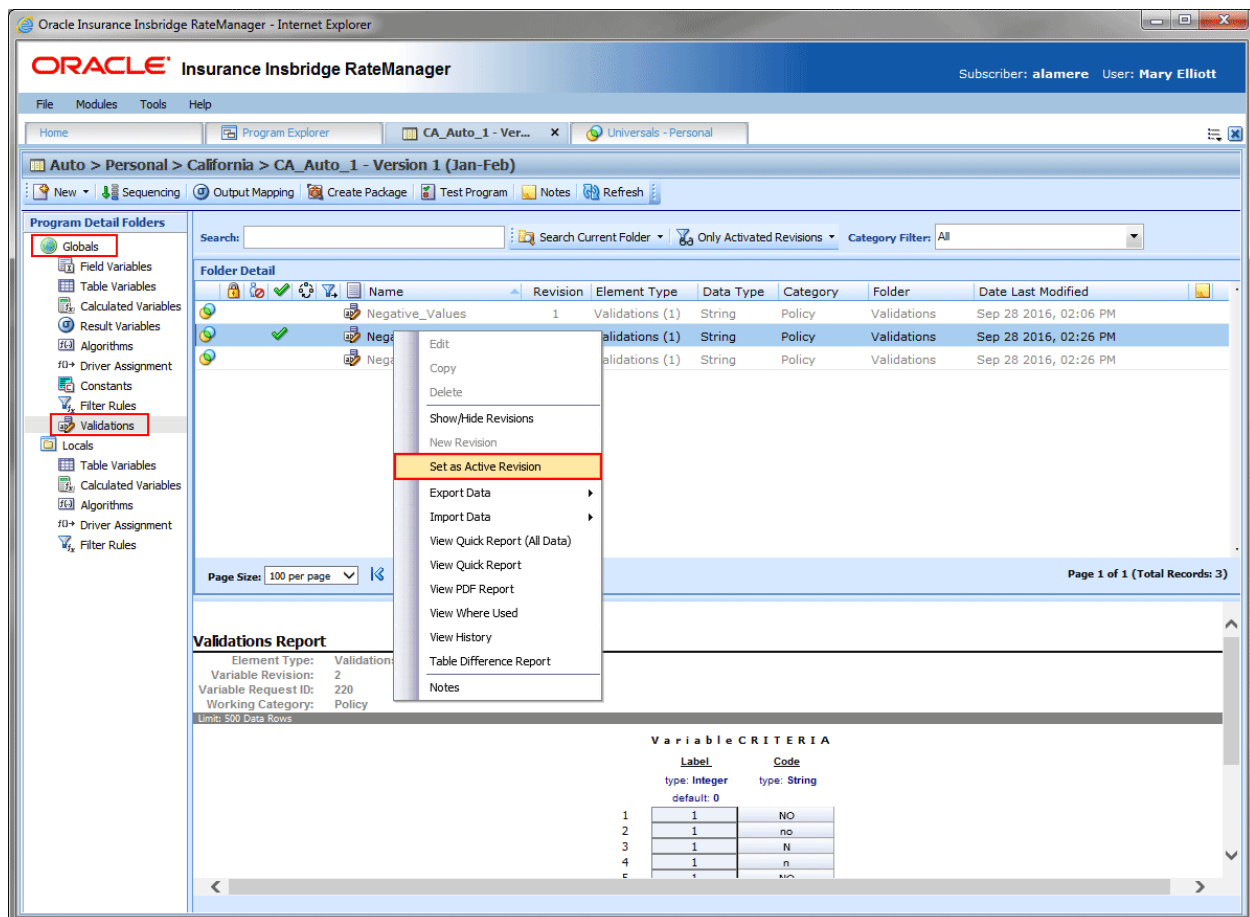 Oracle Insurance Insbridge RateManager - Internet Explorer
ORACLE Insurance Insbridge RateManager
Subscriber: alamere User: Mary Elliott
File Modules Tools Help
Home Program Explorer CA_Auto_1 - Ver... x Universals - Personal
Auto > Personal > California > CA_Auto_1 - Version 1 (Jan-Feb)
New Sequencing Output Mapping Create Package Test Program Notes Refresh
Program Detail Folders
Globals
Field Variables
Table Variables
Calculated Variables
Result Variables
Algorithms
Driver Assignment
Constants
Filter Rules
Validations
Locals
Table Variables
Calculated Variables
Algorithms
Driver Assignment
Filter Rules
Search: Search Current Folder Only Activated Revisions Category Filter: All
Folder Detail
Name Revision Element Type Data Type Category Folder Date Last Modified
Negative_Values 1 Validations (1) String Policy Validations Sep 28 2016, 02:06 PM
Nega alidations (1) String Policy Validations Sep 28 2016, 02:26 PM
Nega alidations (1) String Policy Validations Sep 28 2016, 02:26 PM
Edit
Copy
Delete
Show/Hide Revisions
New Revision
Set as Active Revision
Export Data
Import Data
View Quick Report (All Data)
View Quick Report
View PDF Report
View Where Used
View History
Table Difference Report
Notes
Page Size: 100 per page
Page 1 of 1 (Total Records: 3)
Validations Report
Element Type: Validation
Variable Revision: 2
Variable Request ID: 220
Working Category: Policy
Limit: 500 Data Rows
Variable CRITERIA
Label Code
type: Integer type: String
default: 0
1 1 NO
2 1 no
3 1 N
4 1 n
5 1 NO